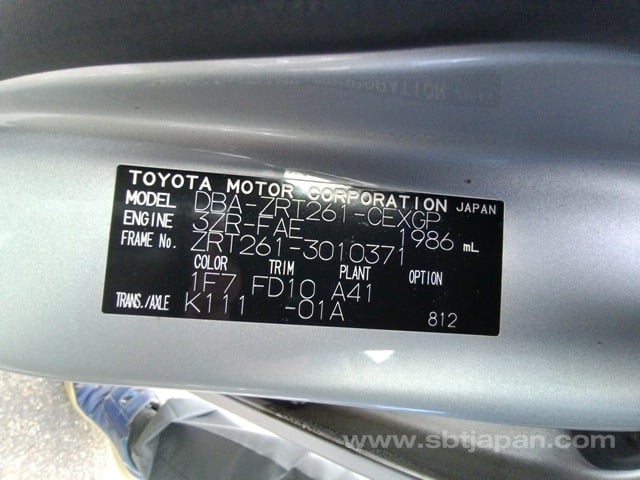 TOYOTA MOTOR CORPORATION JAPAN
MODEL DBA-ZRT261-CEXGP
ENGINE 3ZR-FAE 1986 mL
FRAME No. ZRT261-3010371
COLOR TRIM PLANT OPTION
1F7 FD10 A41
TRANS./AXLE K111 -01A 812
www.sbtjapan.com